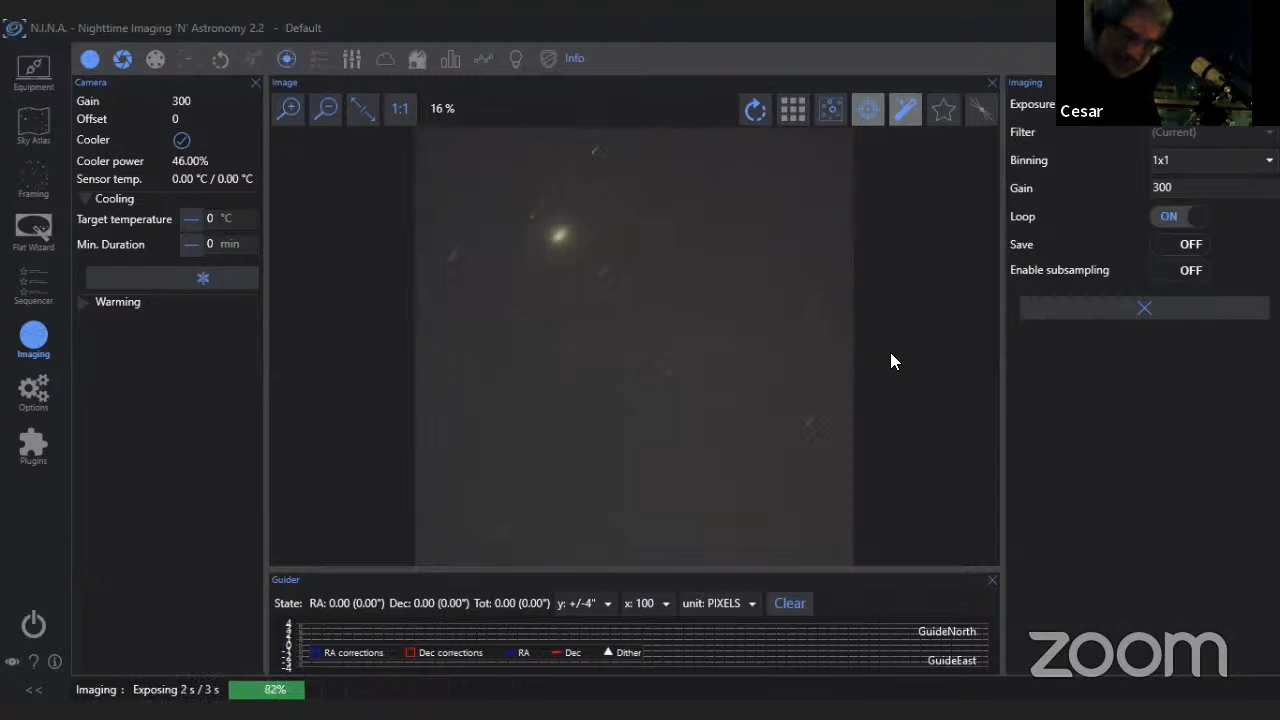 N.I.N.A. - Nighttime Imaging 'N' Astronomy 2.2 - Default
Info
Equipment
Sky Atlas
Framing
Flat Wizard
Sequencer
Imaging
Options
Plugins
<<
Camera
Gain 300
Offset 0
Cooler
Cooler power 46.00%
Sensor temp. 0.00 °C / 0.00 °C
Cooling
Target temperature 0 °C
Min. Duration 0 min
Warming
Image
1:1 16 %
Guider
State: RA: 0.00 (0.00") Dec: 0.00 (0.00") Tot: 0.00 (0.00") y: +/-4" x: 100 unit: PIXELS Clear
GuideNorth
RA corrections Dec corrections RA Dec Dither
GuideEast
Imaging : Exposing 2 s / 3 s 82%
Cesar
Imaging
Exposure
Filter (Current)
Binning 1x1
Gain 300
Loop ON
Save OFF
Enable subsampling OFF
zoom